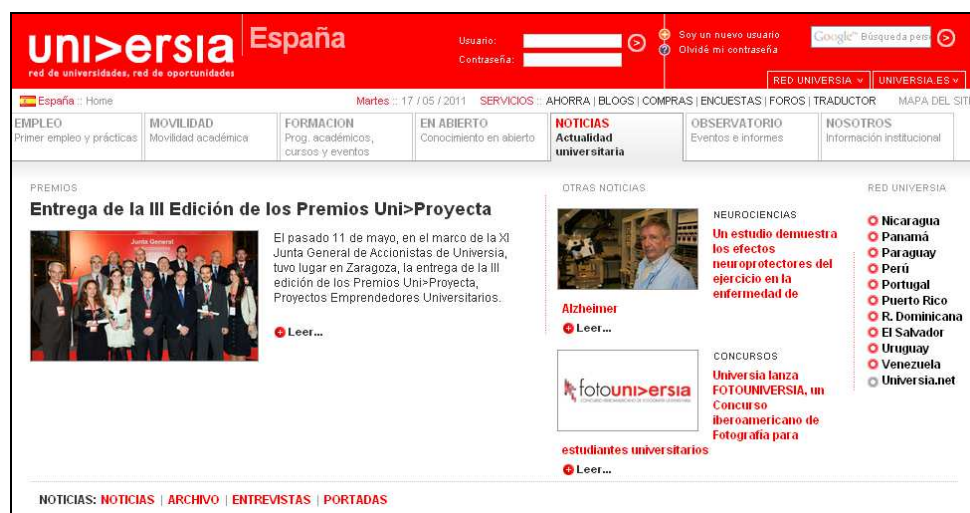 uni>ersia España
red de universidades, red de oportunidades
Usuario:
Contraseña:
Soy un nuevo usuario
Olvidé mi contraseña
Google™ Búsqueda pers
RED UNIVERSIA UNIVERSIA.ES
España :: Home
Martes :: 17 / 05 / 2011 SERVICIOS :: AHORRA | BLOGS | COMPRAS | ENCUESTAS | FOROS | TRADUCTOR MAPA DEL SITI
EMPLEO
Primer empleo y prácticas
MOVILIDAD
Movilidad académica
FORMACION
Prog. académicos,
cursos y eventos
EN ABIERTO
Conocimiento en abierto
NOTICIAS
Actualidad
universitaria
OBSERVATORIO
Eventos e informes
NOSOTROS
Información institucional
PREMIOS
Entrega de la III Edición de los Premios Uni>Proyecta
Junta General
El pasado 11 de mayo, en el marco de la XI
Junta General de Accionistas de Universia,
tuvo lugar en Zaragoza, la entrega de la III
edición de los Premios Uni>Proyecta,
Proyectos Emprendedores Universitarios.
Leer...
OTRAS NOTICIAS
NEUROCIENCIAS
Un estudio demuestra
los efectos
neuroprotectores del
ejercicio en la
enfermedad de
Alzheimer
Leer...
fotouni>ersia
CONCURSOS
Universia lanza
FOTOUNIVERSIA, un
Concurso
iberoamericano de
Fotografía para
estudiantes universitarios
Leer...
RED UNIVERSIA
Nicaragua
Panamá
Paraguay
Perú
Portugal
Puerto Rico
R. Dominicana
El Salvador
Uruguay
Venezuela
Universia.net
NOTICIAS: NOTICIAS | ARCHIVO | ENTREVISTAS | PORTADAS